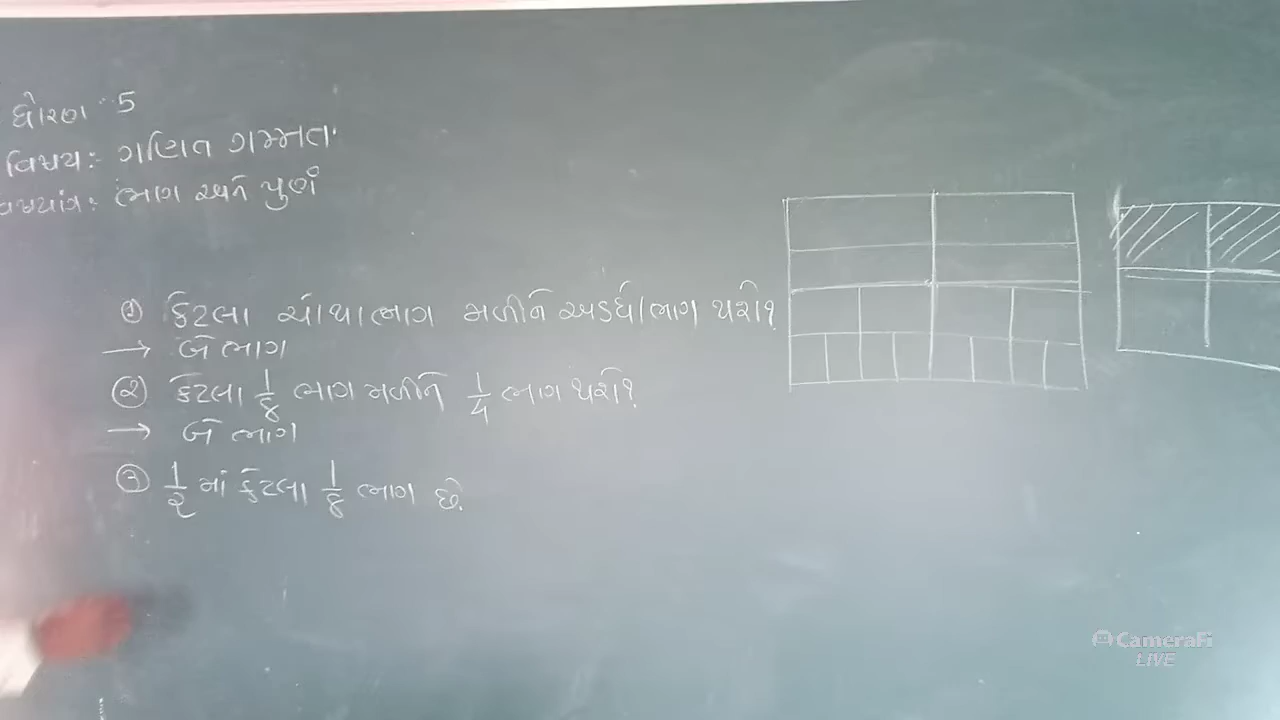 ધોરણ : 5
વિષય : ગણિત ગમ્મત
વિષયાંગ : ભાગ અને પુર્ણ
① કેટલા ચોથાભાગ મળીને અડધોભાગ થશે?
→ બે ભાગ
② કેટલા 1/8 ભાગ મળીને 1/4 ભાગ થશે?
→ બે ભાગ
③ 1/2 માં કેટલા 1/8 ભાગ છે.
CameraFi
LIVE